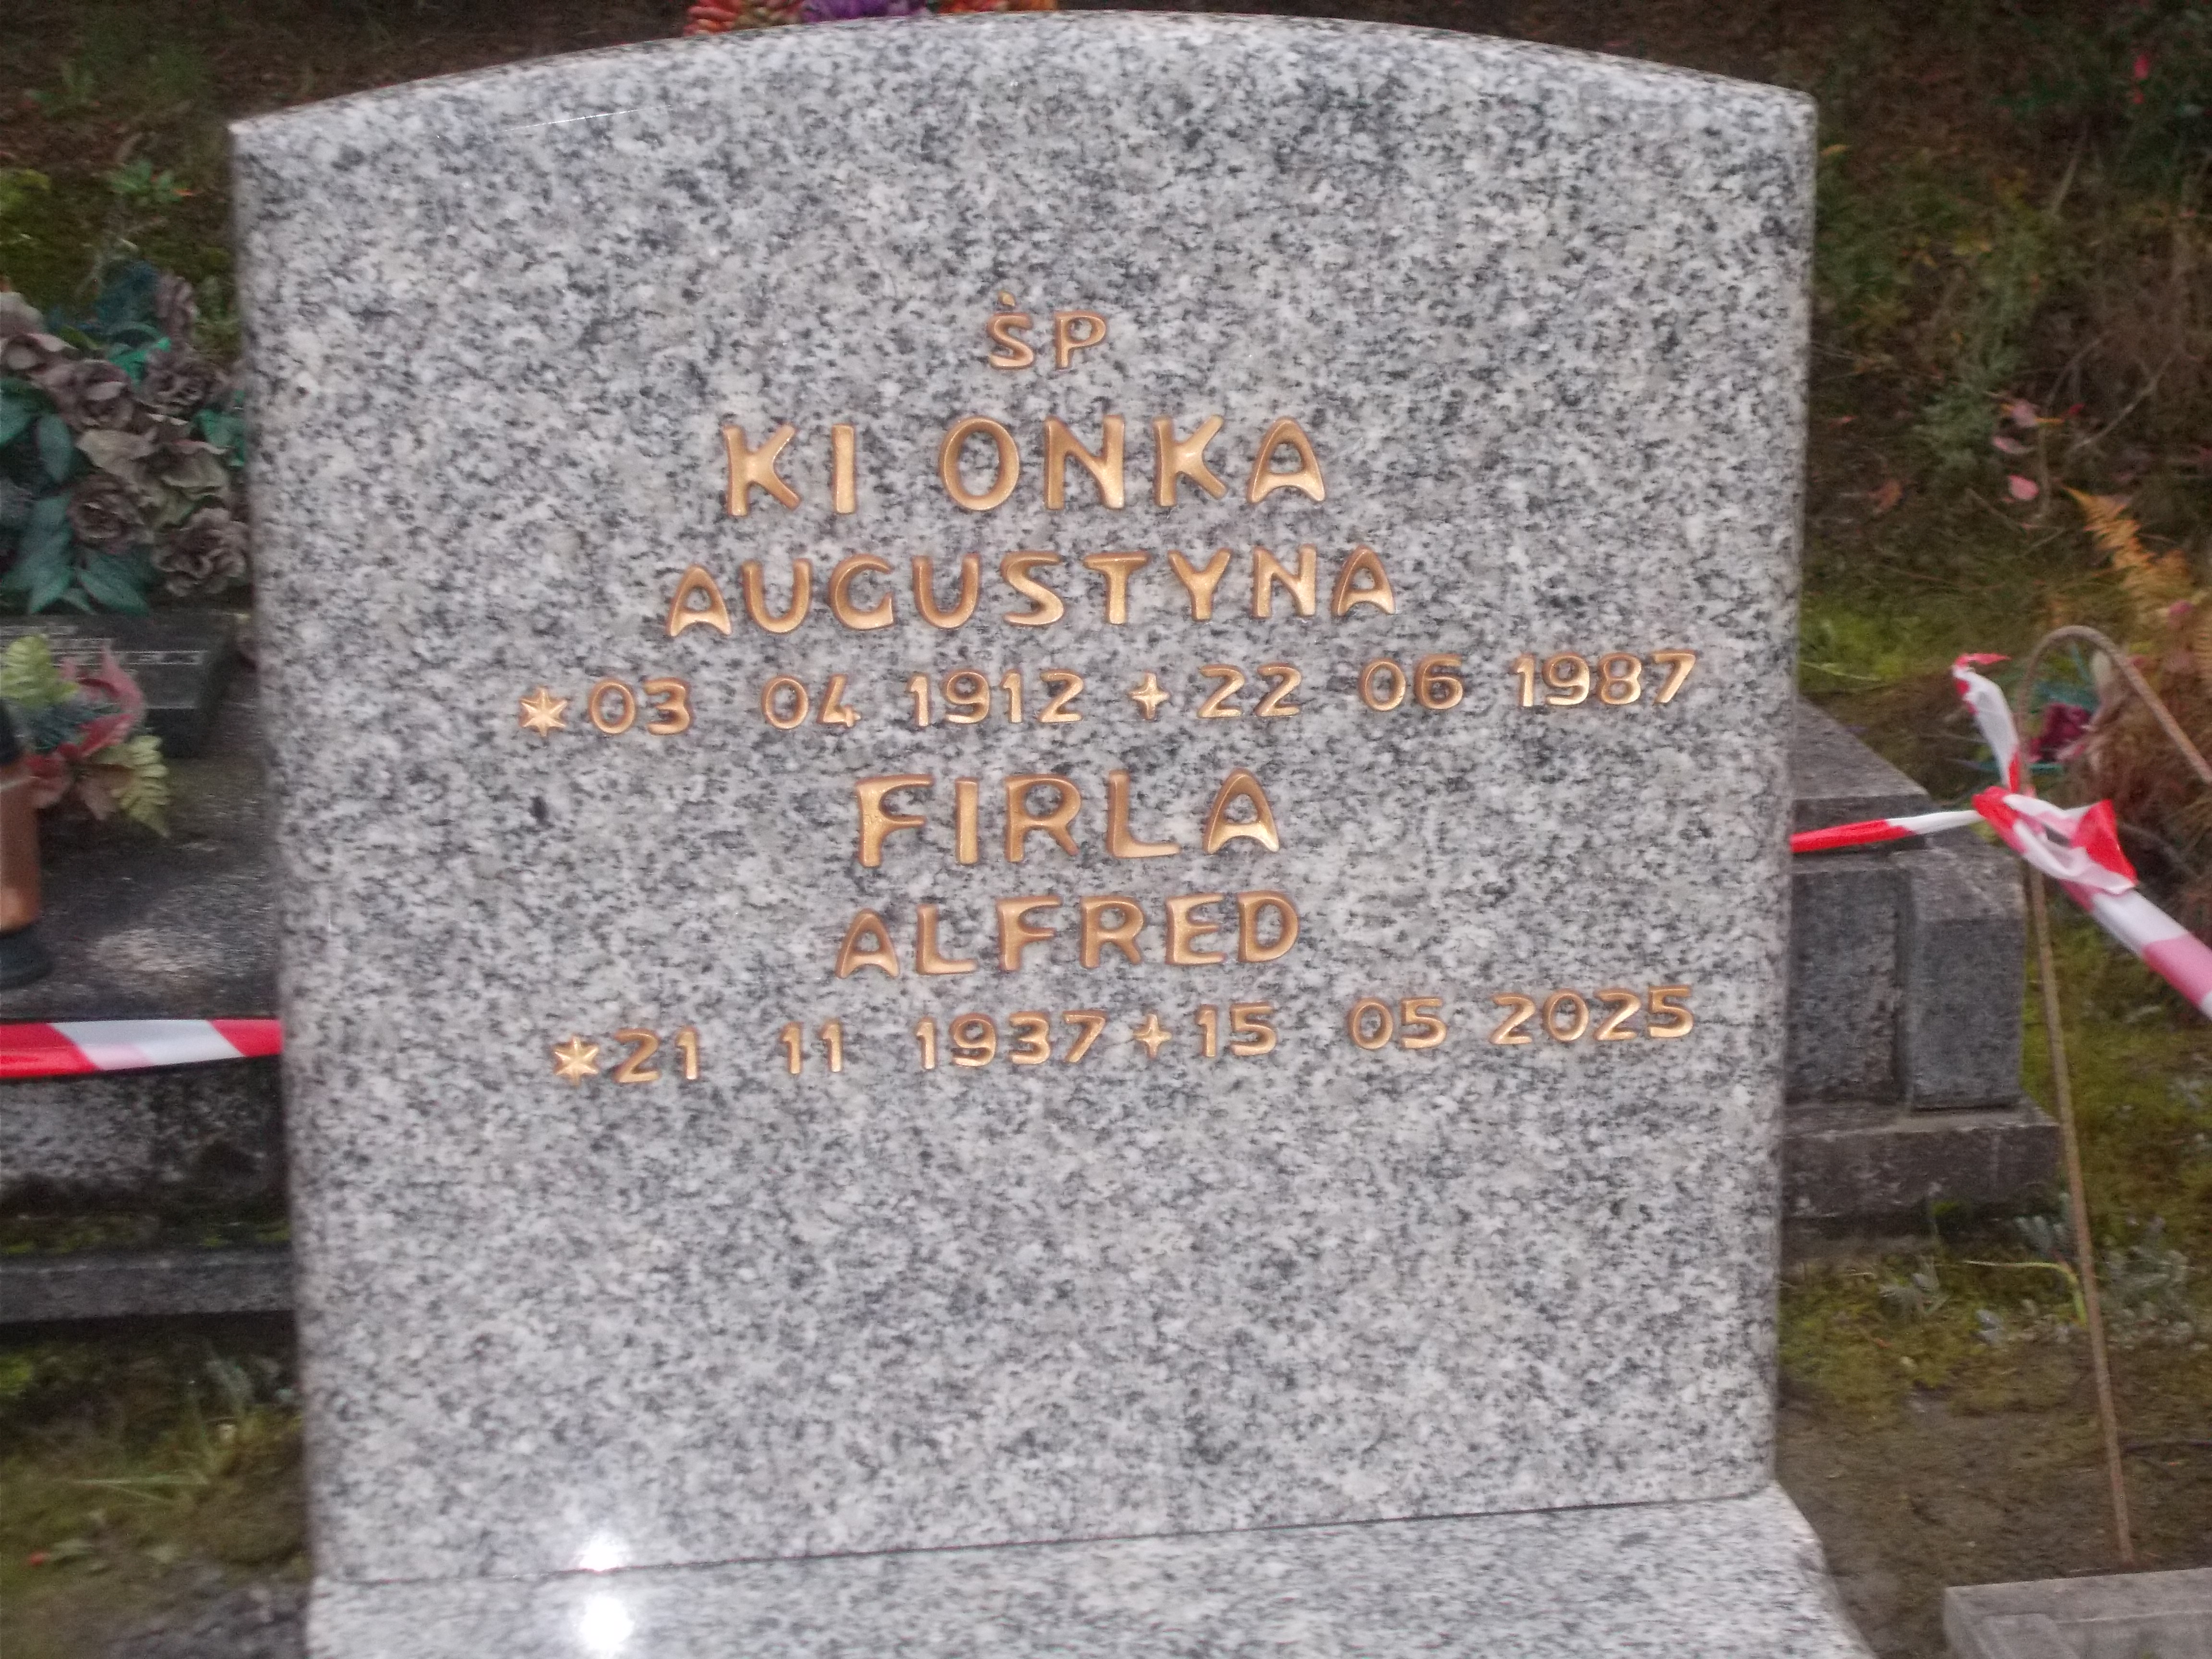 ŚP
KI ONKA
AUGUSTYNA
*03 04 1912 +22 06 1987
FIRLA
ALFRED
*21 11 1937 +15 05 2025